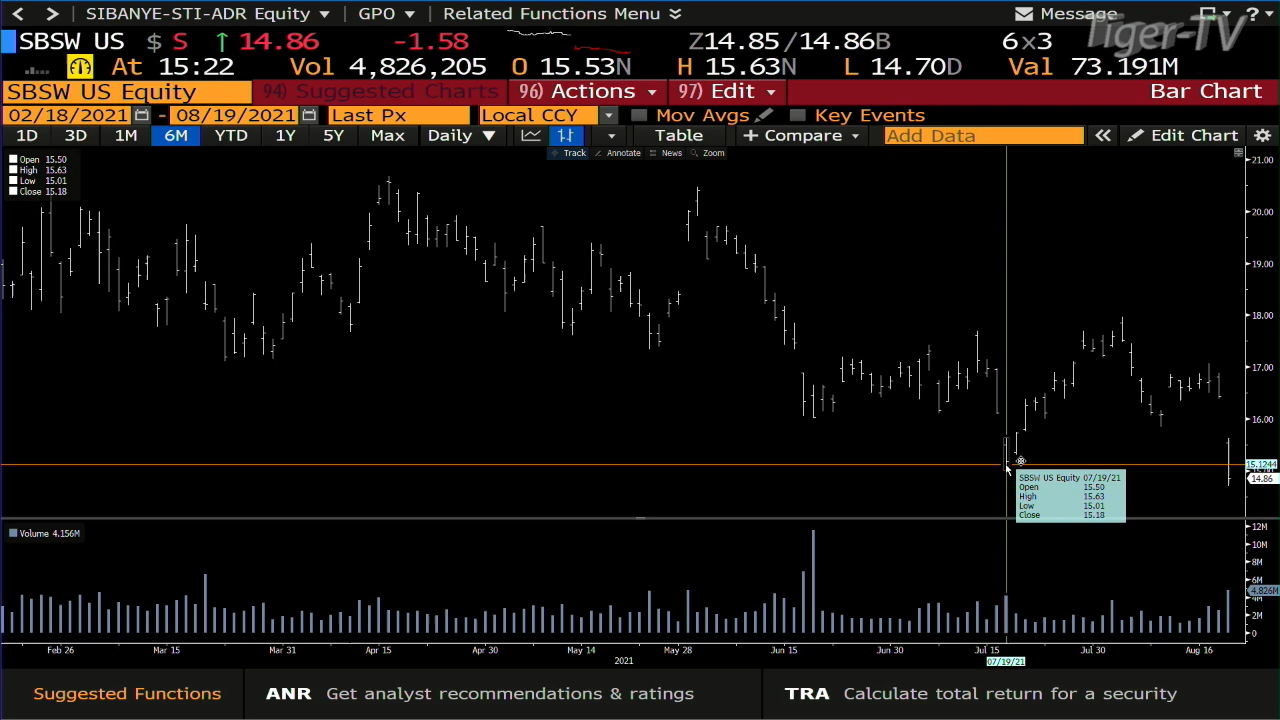 SIBANYE-STI-ADR Equity GPO Related Functions Menu Message ?
Tiger-TV
SBSW US $ S ↑ 14.86 -1.58 Z14.85/14.86B 6x3
At 15:22 Vol 4,826,205 O 15.53N H 15.63N L 14.70D Val 73.191M
SBSW US Equity 94) Suggested Charts 96) Actions 97) Edit Bar Chart
02/18/2021 - 08/19/2021 Last Px Local CCY Mov Avgs Key Events
1D 3D 1M 6M YTD 1Y 5Y Max Daily ▼ Table + Compare Add Data « Edit Chart
Track Annotate News Zoom
Open 15.50
High 15.63
Low 15.01
Close 15.18
21.00
20.00
19.00
18.00
17.00
16.00
15.1244
14.86
SBSW US Equity 07/19/21
Open 15.50
High 15.63
Low 15.01
Close 15.18
Volume 4.156M
12M
10M
8M
6M
4.826M
4M
2M
0
Feb 26 Mar 15 Mar 31 Apr 15 Apr 30 May 14 May 28 Jun 15 Jun 30 Jul 15 Jul 30 Aug 16
2021 07/19/21
Suggested Functions ANR Get analyst recommendations & ratings TRA Calculate total return for a security